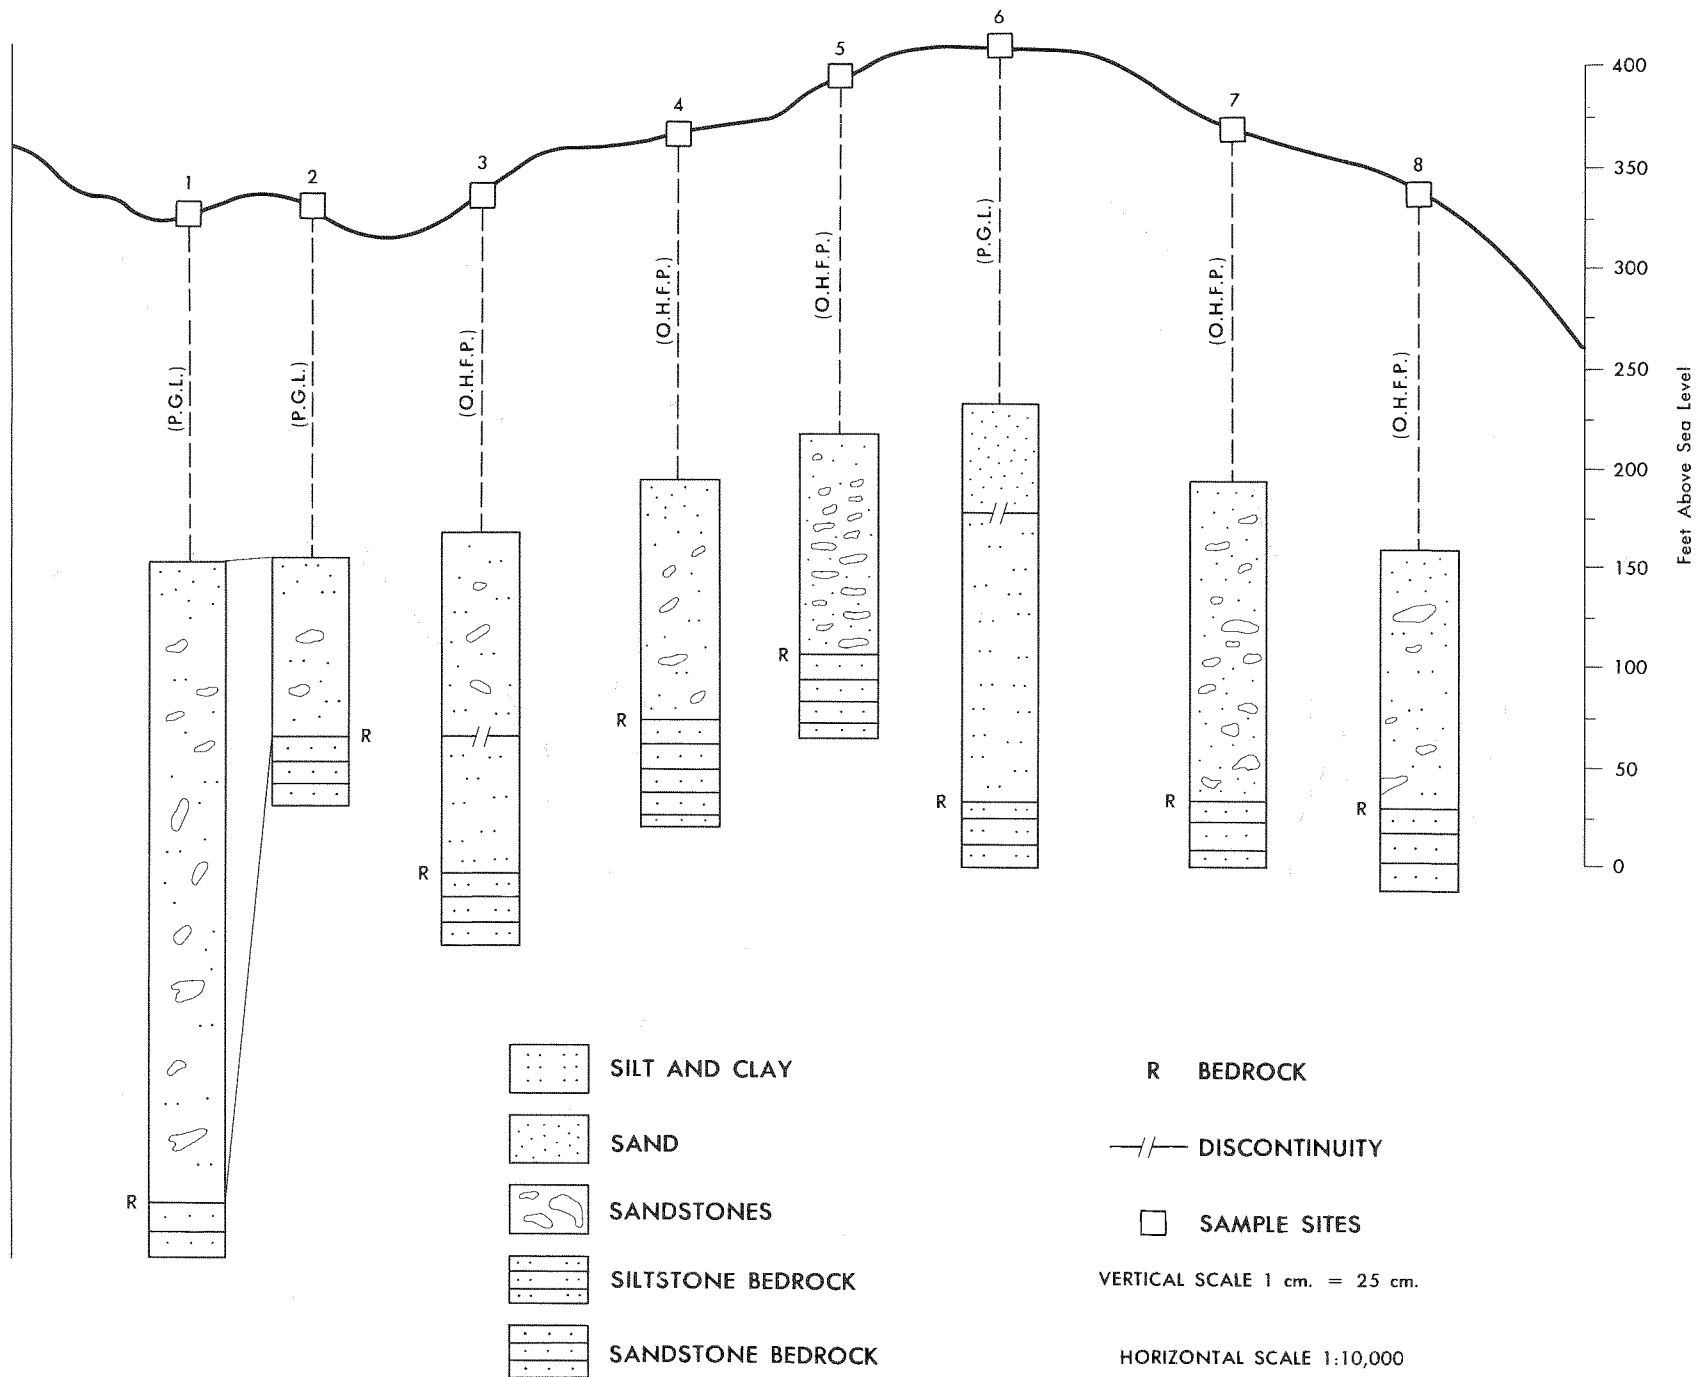 6
5
4
7
3
8
2
1
400
350
300
250
200
150
100
50
0
Feet Above Sea Level
(P.G.L.)
(P.G.L.)
(O.H.F.P.)
(O.H.F.P.)
(O.H.F.P.)
(P.G.L.)
(O.H.F.P.)
(O.H.F.P.)
R
R
R
R
R
R
R
R
SILT AND CLAY
SAND
SANDSTONES
SILTSTONE BEDROCK
SANDSTONE BEDROCK
R BEDROCK
DISCONTINUITY
SAMPLE SITES
VERTICAL SCALE 1 cm. = 25 cm.
HORIZONTAL SCALE 1:10,000